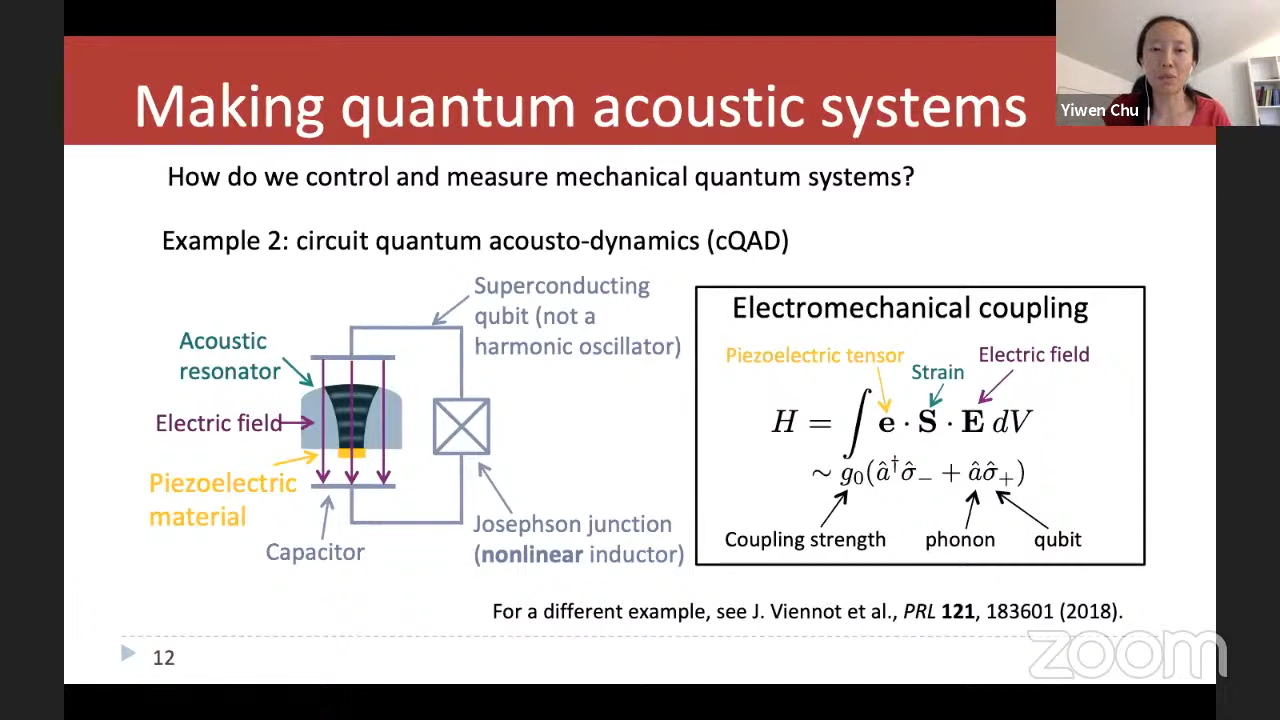 Making quantum acoustic systems
Yiwen Chu
How do we control and measure mechanical quantum systems?
Example 2: circuit quantum acousto-dynamics (cQAD)
Superconducting
qubit (not a
harmonic oscillator)
Acoustic
resonator
Electric field
Piezoelectric
material
Capacitor
Josephson junction
(nonlinear inductor)
Electromechanical coupling
Piezoelectric tensor
Strain
Electric field
H = ∫ e · S · E dV
∼ g₀(â†σ̂₋ + âσ̂₊)
Coupling strength
phonon
qubit
For a different example, see J. Viennot et al., PRL 121, 183601 (2018).
12
zoom